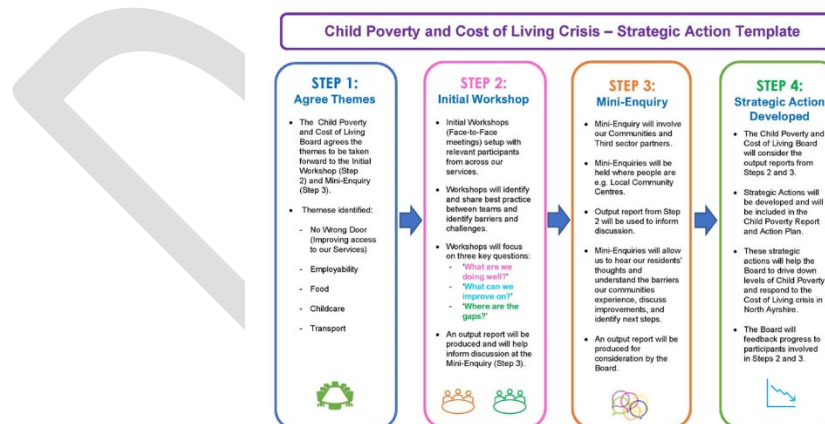 Child Poverty and Cost of Living Crisis – Strategic Action Template
STEP 1:
Agree Themes
• The Child Poverty
and Cost of Living
Board agrees the
themes to be taken
forward to the Initial
Workshop (Step
2) and Mini-Enquiry
(Step 3).
• Themese identified:
- No Wrong Door
(Improving access
to our Services)
- Employability
- Food
- Childcare
- Transport
STEP 2:
Initial Workshop
• Initial Workshops
(Face-to-Face
meetings) setup with
relevant participants
from across our
services.
• Workshops will identify
and share best practice
between teams and
identify barriers and
challenges.
• Workshops will focus
on three key questions:
- 'What are we
doing well?'
- 'What can we
improve on?'
- 'Where are the
gaps?'
• An output report will be
produced and will help
inform discussion at the
Mini-Enquiry (Step 3).
STEP 3:
Mini-Enquiry
• Mini-Enquiry will involve
our Communities and
Third sector partners.
• Mini-Enquiries will be
held where people are
e.g. Local Community
Centres.
• Output report from Step
2 will be used to inform
discussion.
• Mini-Enquiries will allow
us to hear our residents'
thoughts and
understand the barriers
our communities
experience, discuss
improvements, and
identify next steps.
• An output report will be
produced for
consideration by the
Board.
STEP 4:
Strategic Action
Developed
• The Child Poverty and
Cost of Living Board
will consider the
output reports from
Steps 2 and 3.
• Strategic Actions will
be developed and will
be included in the
Child Poverty Report
and Action Plan.
• These strategic
actions will help the
Board to drive down
levels of Child Poverty
and respond to the
Cost of Living crisis in
North Ayrshire.
• The Board will
feedback progress to
participants involved
in Steps 2 and 3.